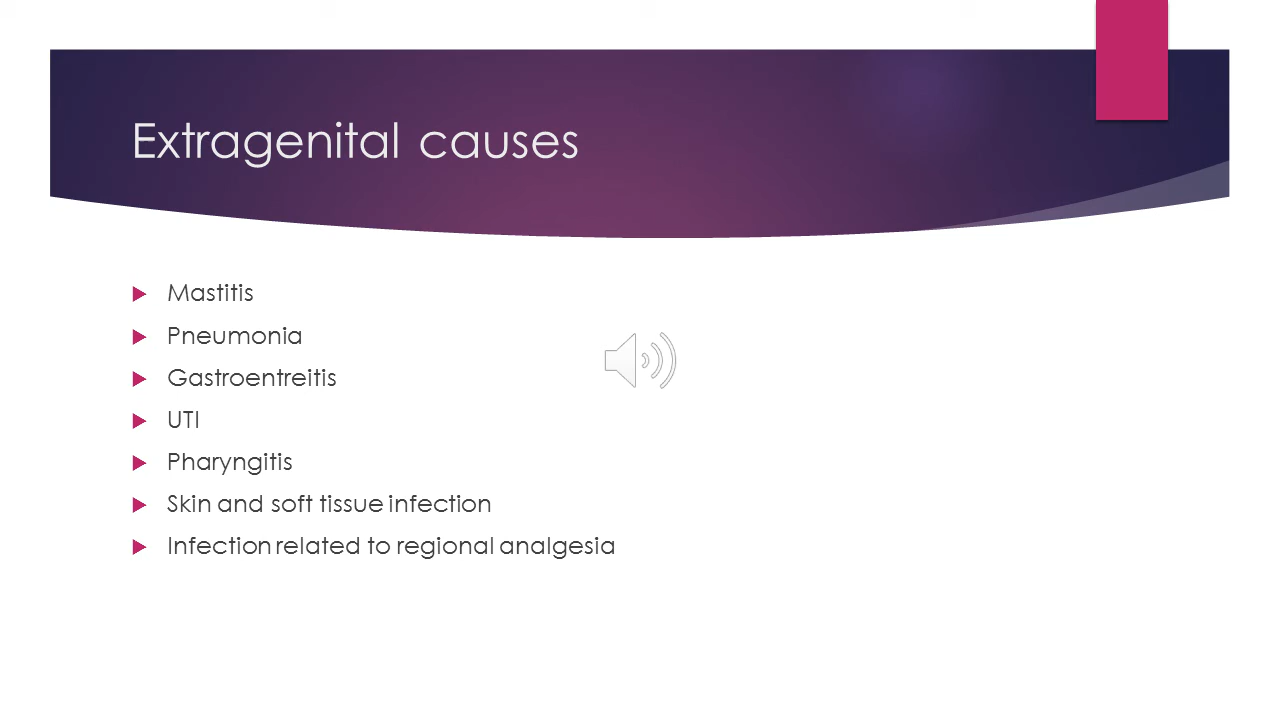 Extragenital causes
Mastitis
Pneumonia
Gastroentreitis
UTI
Pharyngitis
Skin and soft tissue infection
Infection related to regional analgesia